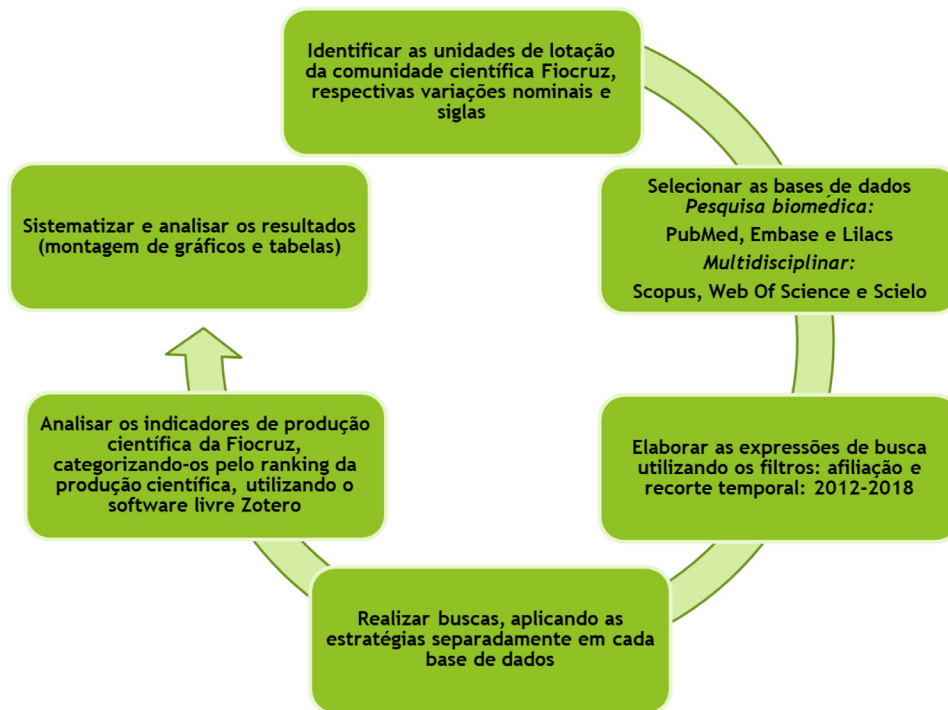 Identificar as unidades de lotação
da comunidade científica Fiocruz,
respectivas variações nominais e
siglas
Selecionar as bases de dados
Pesquisa biomédica:
PubMed, Embase e Lilacs
Multidisciplinar:
Scopus, Web Of Science e Scielo
Elaborar as expressões de busca
utilizando os filtros: afiliação e
recorte temporal: 2012-2018
Realizar buscas, aplicando as
estratégias separadamente em cada
base de dados
Analisar os indicadores de produção
científica da Fiocruz,
categorizando-os pelo ranking da
produção científica, utilizando o
software livre Zotero
Sistematizar e analisar os resultados
(montagem de gráficos e tabelas)